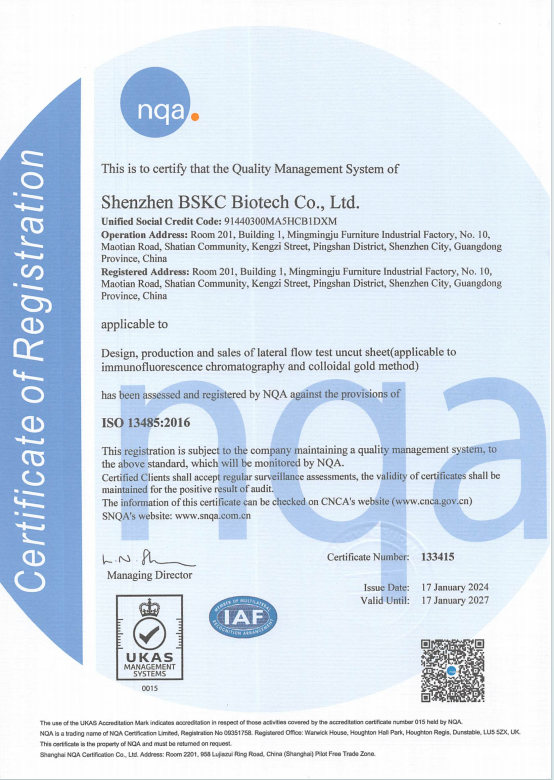 nqa.
Certificate of Registration
This is to certify that the Quality Management System of
Shenzhen BSKC Biotech Co., Ltd.
Unified Social Credit Code: 91440300MA5HCB1DXM
Operation Address: Room 201, Building 1, Mingmingju Furniture Industrial Factory, No. 10,
Maotian Road, Shatian Community, Kengzi Street, Pingshan District, Shenzhen City, Guangdong
Province, China
Registered Address: Room 201, Building 1, Mingmingju Furniture Industrial Factory, No. 10,
Maotian Road, Shatian Community, Kengzi Street, Pingshan District, Shenzhen City, Guangdong
Province, China
applicable to
Design, production and sales of lateral flow test uncut sheet(applicable to
immunofluorescence chromatography and colloidal gold method)
has been assessed and registered by NQA against the provisions of
ISO 13485:2016
This registration is subject to the company maintaining a quality management system, to
the above standard, which will be monitored by NQA.
Certified Clients shall accept regular surveillance assessments, the validity of certificates shall be
maintained for the positive result of audit.
The information of this certificate can be checked on CNCA's website (www.cnca.gov.cn)
SNQA's website: www.snqa.com.cn
nqa
Managing Director
Certificate Number: 133415
Issue Date: 17 January 2024
Valid Until: 17 January 2027
UKAS
MANAGEMENT
SYSTEMS
0015
MEMBER OF MULTILATERAL
IAF
RECOGNITION ARRANGEMENT
The use of the UKAS Accreditation Mark indicates accreditation in respect of those activities covered by the accreditation certificate number 015 held by NQA.
NQA is a trading name of NQA Certification Limited, Registration No 09351758. Registered Office: Warwick House, Houghton Hall Park, Houghton Regis, Dunstable, LU5 5ZX, UK.
This certificate is the property of NQA and must be returned on request.
Shanghai NQA Certification Co., Ltd. Address: Room 2201, 958 Lujiazui Ring Road, China (Shanghai) Pilot Free Trade Zone.